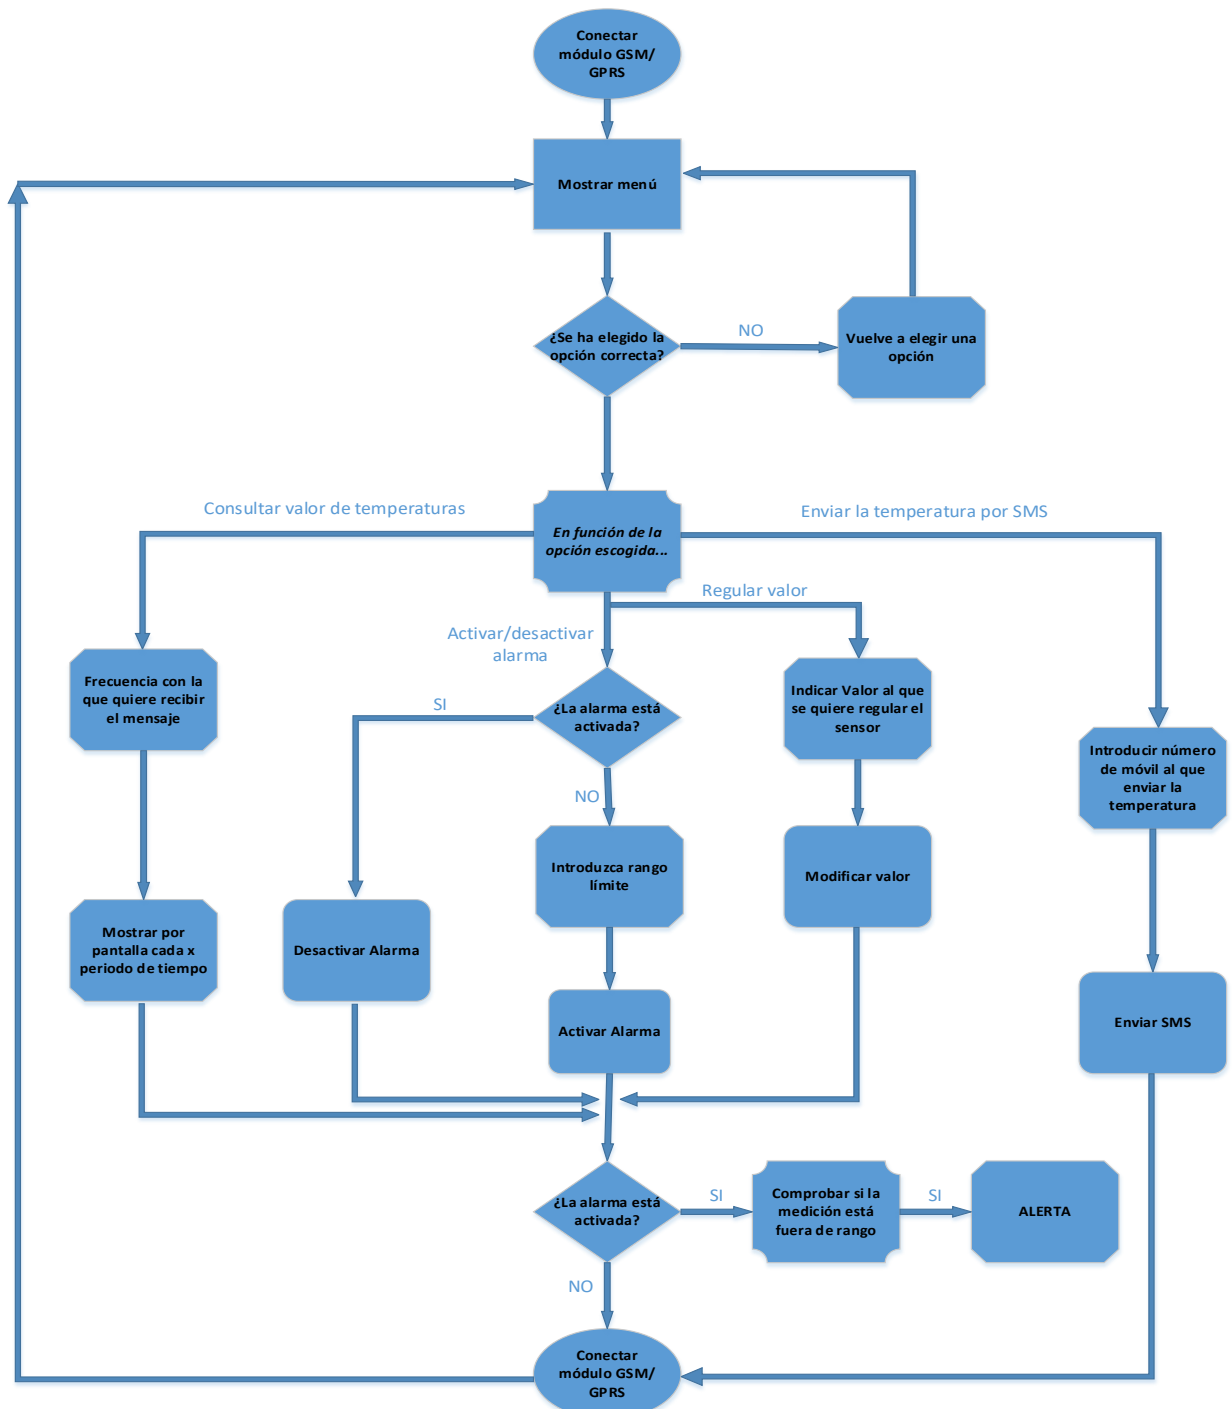 Conectar
módulo GSM/
GPRS
Mostrar menú
¿Se ha elegido la
opción correcta?
NO
Vuelve a elegir una
opción
Consultar valor de temperaturas
En función de la
opción escogida...
Enviar la temperatura por SMS
Regular valor
Activar/desactivar
alarma
Frecuencia con la
que quiere recibir
el mensaje
SI
¿La alarma está
activada?
Indicar Valor al que
se quiere regular el
sensor
Introducir número
de móvil al que
enviar la
temperatura
NO
Introduzca rango
límite
Modificar valor
Mostrar por
pantalla cada x
periodo de tiempo
Desactivar Alarma
Activar Alarma
Enviar SMS
¿La alarma está
activada?
SI
Comprobar si la
medición está
fuera de rango
SI
ALERTA
NO
Conectar
módulo GSM/
GPRS